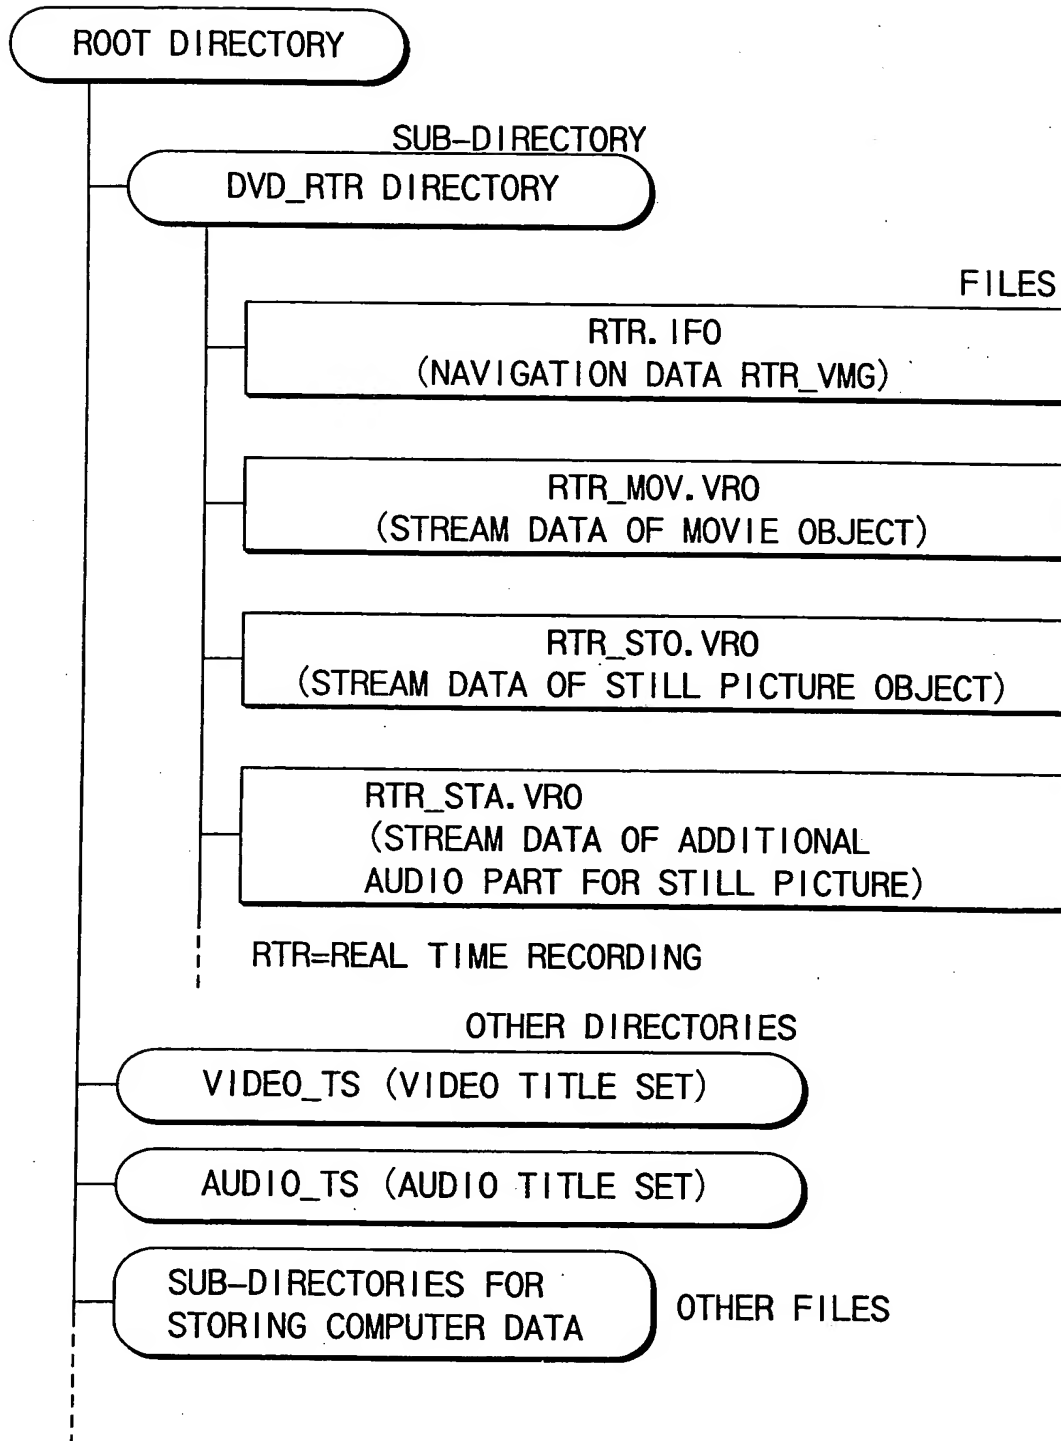 ROOT DIRECTORY
SUB-DIRECTORY
DVD_RTR DIRECTORY
FILES
RTR.IFO
(NAVIGATION DATA RTR_VMG)
RTR_MOV.VRO
(STREAM DATA OF MOVIE OBJECT)
RTR_STO.VRO
(STREAM DATA OF STILL PICTURE OBJECT)
RTR_STA.VRO
(STREAM DATA OF ADDITIONAL
AUDIO PART FOR STILL PICTURE)
RTR=REAL TIME RECORDING
OTHER DIRECTORIES
VIDEO_TS (VIDEO TITLE SET)
AUDIO_TS (AUDIO TITLE SET)
SUB-DIRECTORIES FOR
STORING COMPUTER DATA
OTHER FILES